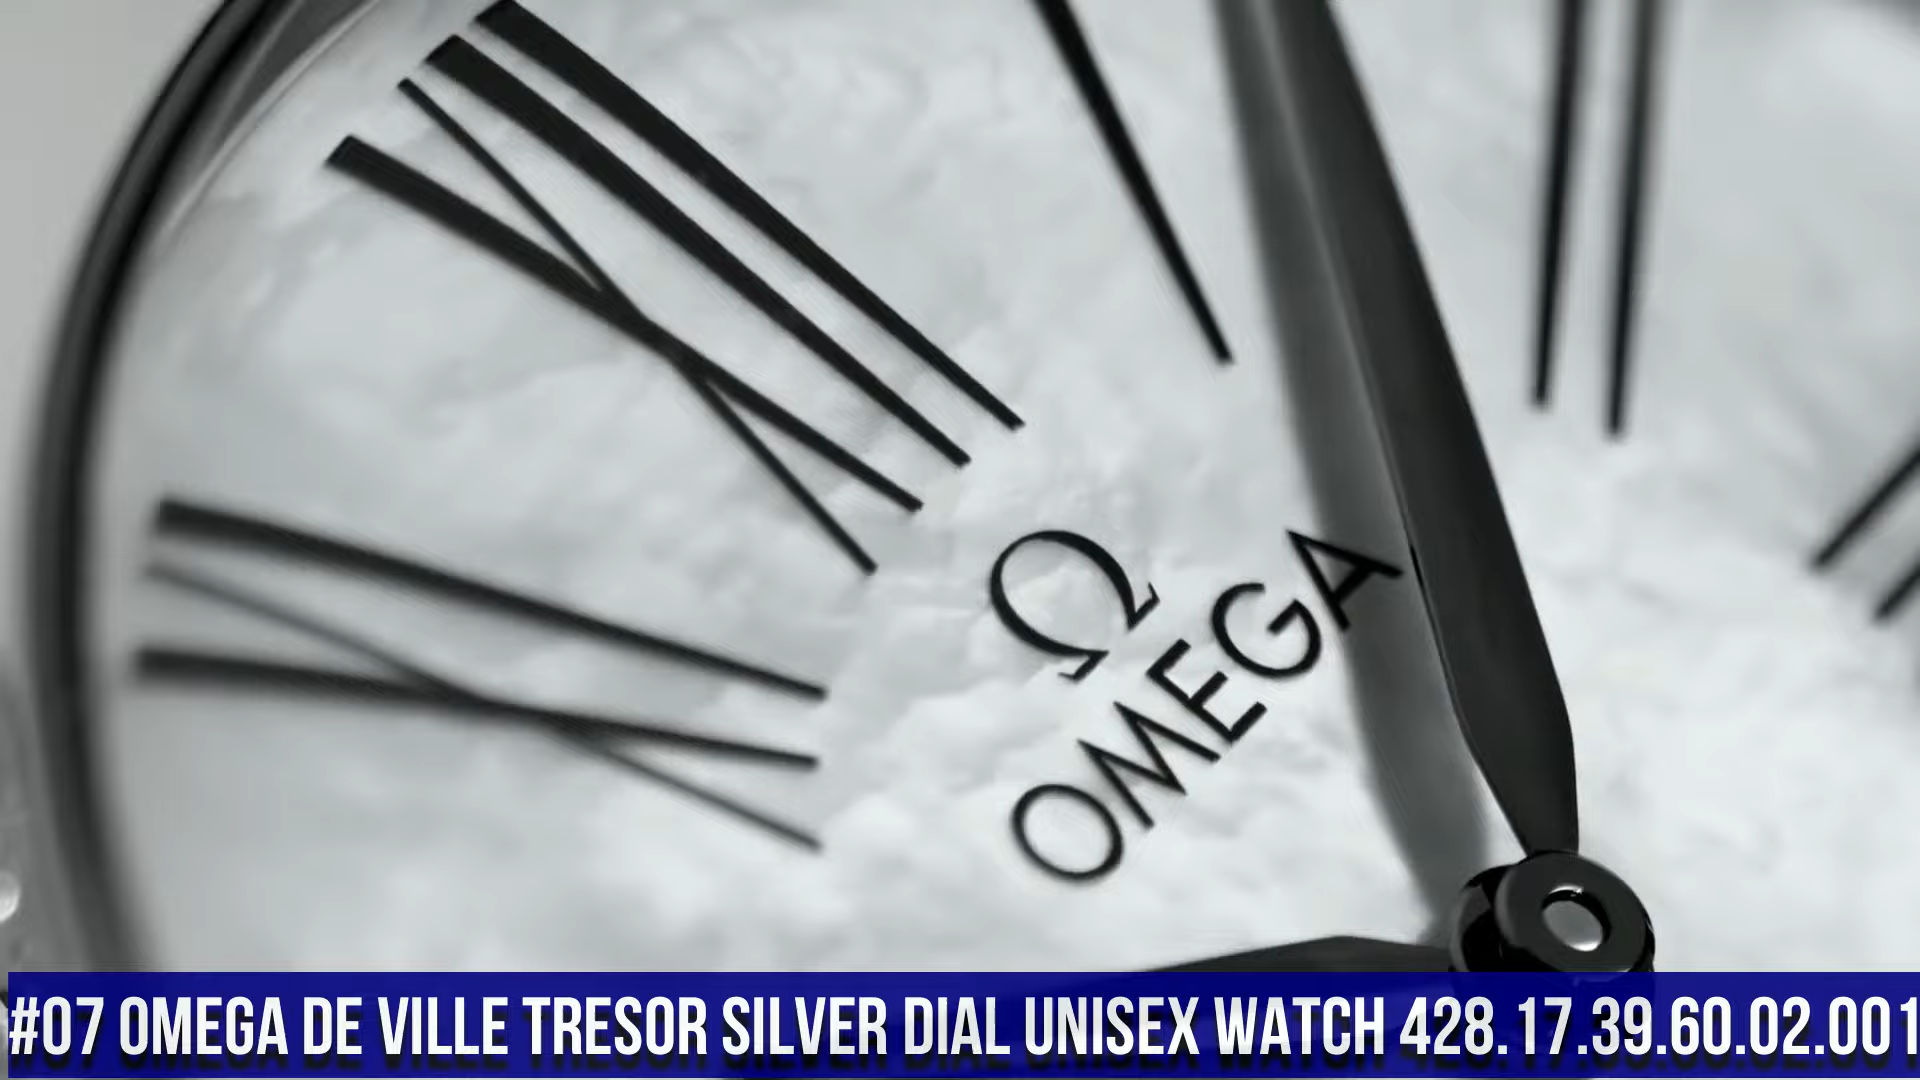 Ω
OMEGA
#07 OMEGA DE VILLE TRESOR SILVER DIAL UNISEX WATCH 428.17.39.60.02.001